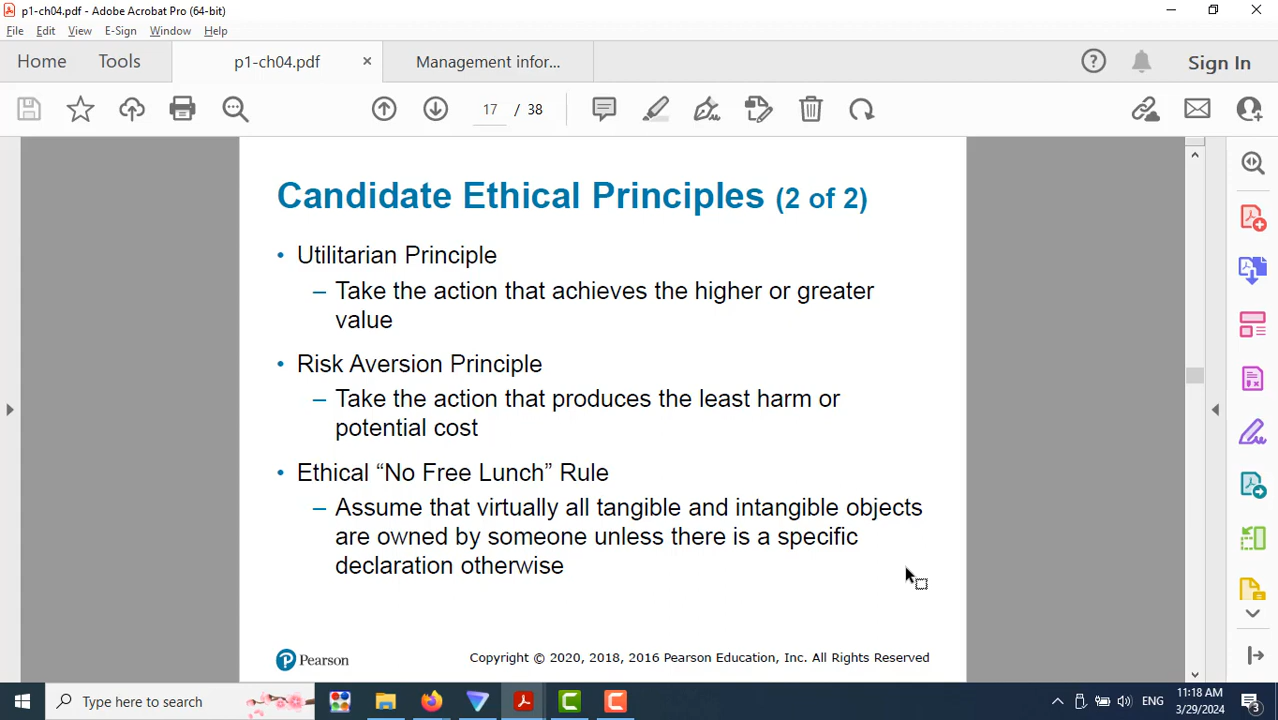 p1-ch04.pdf - Adobe Acrobat Pro (64-bit)
File Edit View E-Sign Window Help
Home Tools p1-ch04.pdf × Management infor... Sign In
17 / 38
Candidate Ethical Principles (2 of 2)
• Utilitarian Principle
– Take the action that achieves the higher or greater
value
• Risk Aversion Principle
– Take the action that produces the least harm or
potential cost
• Ethical “No Free Lunch” Rule
– Assume that virtually all tangible and intangible objects
are owned by someone unless there is a specific
declaration otherwise
Pearson
Copyright © 2020, 2018, 2016 Pearson Education, Inc. All Rights Reserved
Type here to search
ENG
11:18 AM
3/29/2024
3